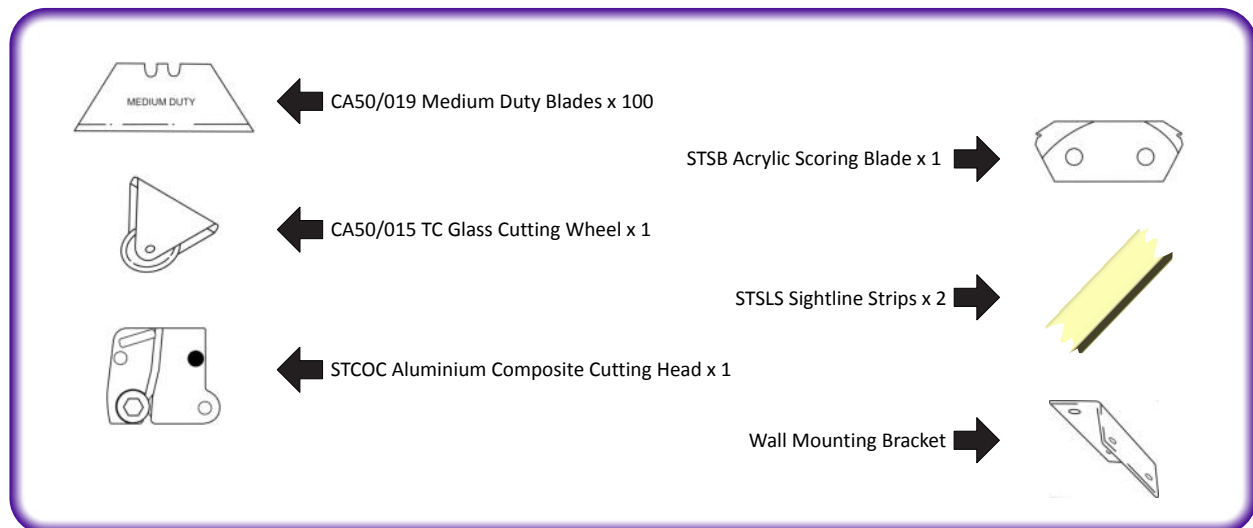 MEDIUM DUTY
CA50/019 Medium Duty Blades x 100
STSB Acrylic Scoring Blade x 1
CA50/015 TC Glass Cutting Wheel x 1
STSLS Sightline Strips x 2
STCOC Aluminium Composite Cutting Head x 1
Wall Mounting Bracket